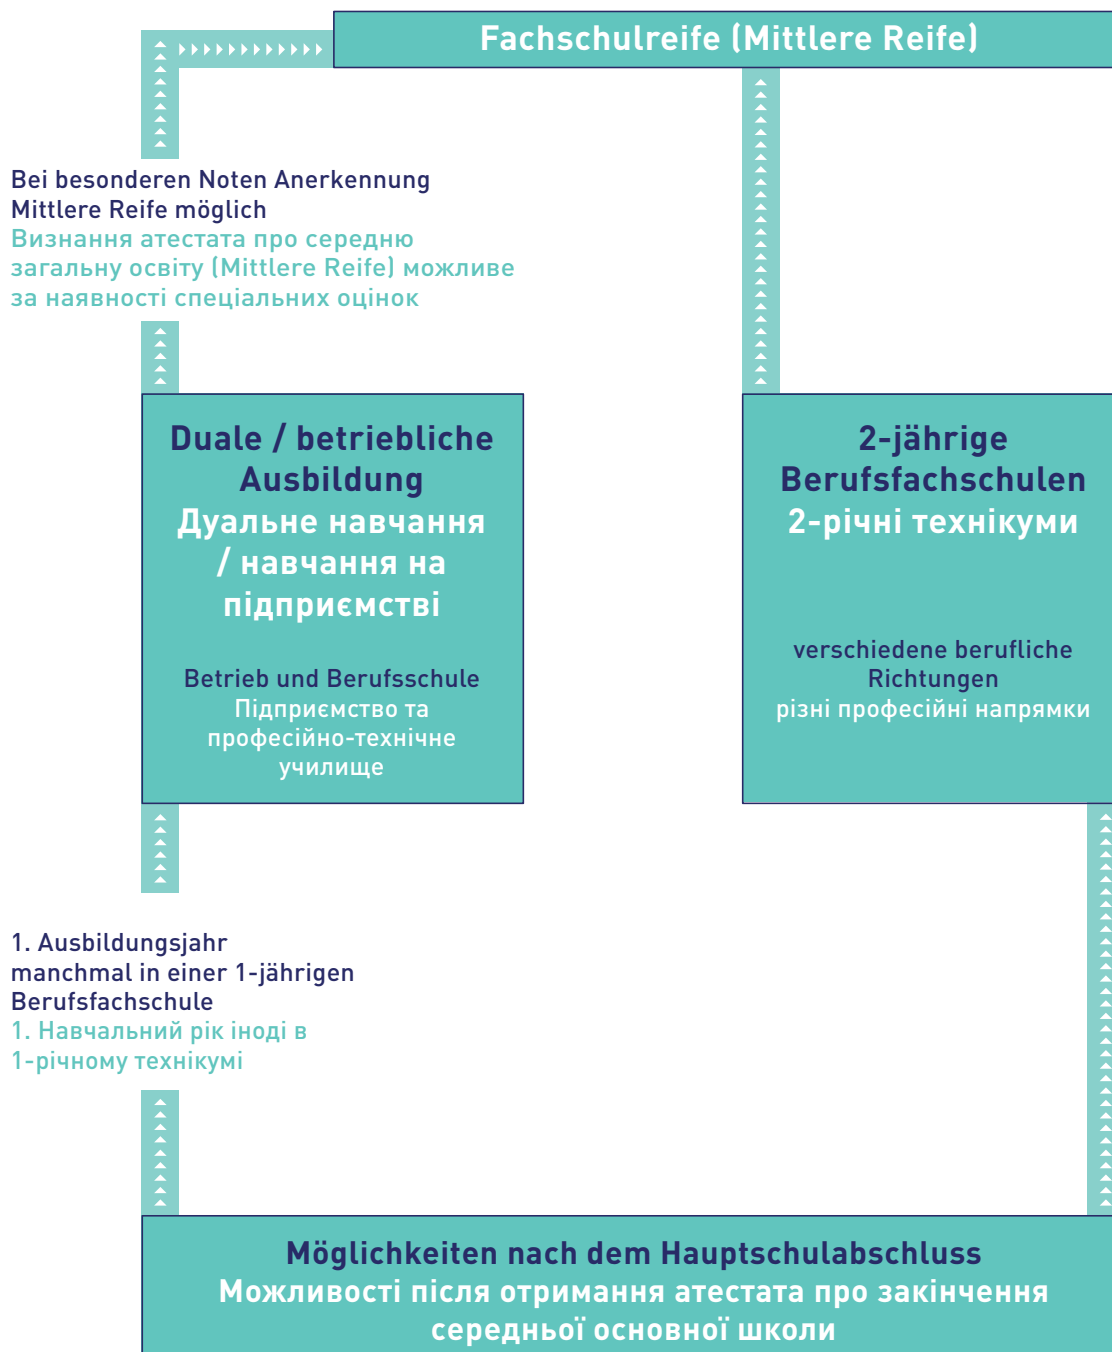 Fachschulreife (Mittlere Reife)
Bei besonderen Noten Anerkennung
Mittlere Reife möglich
Визнання атестата про середню
загальну освіту (Mittlere Reife) можливе
за наявності спеціальних оцінок
Duale / betriebliche
Ausbildung
Дуальне навчання
/ навчання на
підприємстві
Betrieb und Berufsschule
Підприємство та
професійно-технічне
училище
2-jährige
Berufsfachschulen
2-річні технікуми
verschiedene berufliche
Richtungen
різні професійні напрямки
1. Ausbildungsjahr
manchmal in einer 1-jährigen
Berufsfachschule
1. Навчальний рік іноді в
1-річному технікумі
Möglichkeiten nach dem Hauptschulabschluss
Можливості після отримання атестата про закінчення
середньої основної школи